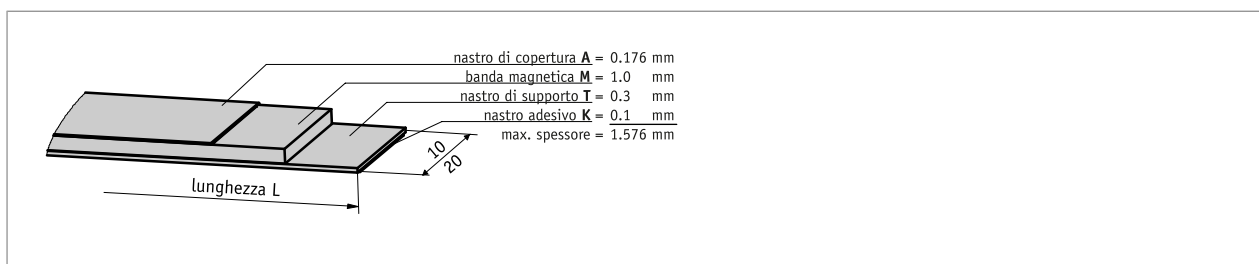 nastro di copertura A = 0.176 mm
banda magnetica M = 1.0 mm
nastro di supporto T = 0.3 mm
nastro adesivo K = 0.1 mm
max. spessore = 1.576 mm
10
20
lunghezza L